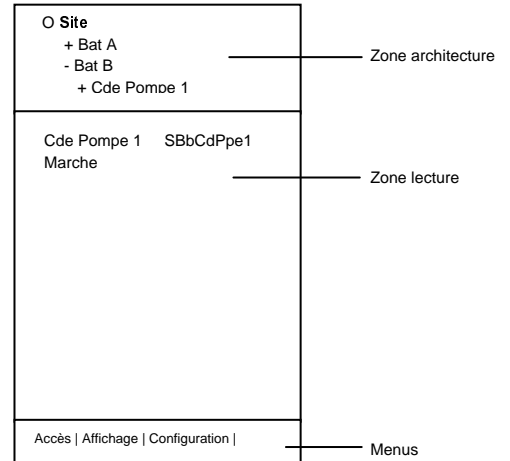 O Site
+ Bat A
- Bat B
+ Cde Pompe 1
Zone architecture
Cde Pompe 1 SBbCdPpe1
Marche
Zone lecture
Accès | Affichage | Configuration |
Menus